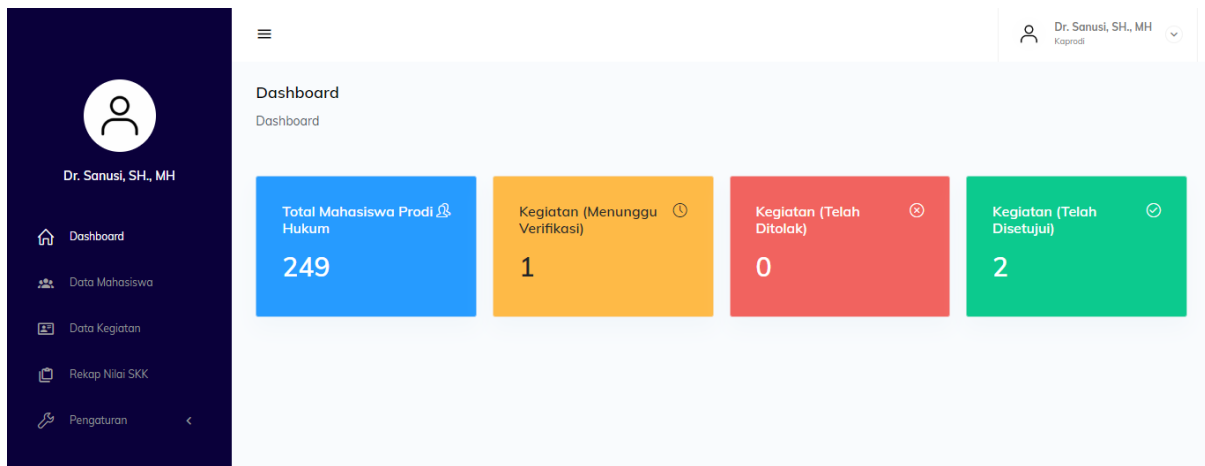 Dr. Sanusi, SH., MH
Kaprodi
Dr. Sanusi, SH., MH
Dashboard
Data Mahasiswa
Data Kegiatan
Rekap Nilai SKK
Pengaturan
Dashboard
Dashboard
Total Mahasiswa Prodi
Hukum
249
Kegiatan (Menunggu
Verifikasi)
1
Kegiatan (Telah
Ditolak)
0
Kegiatan (Telah
Disetujui)
2